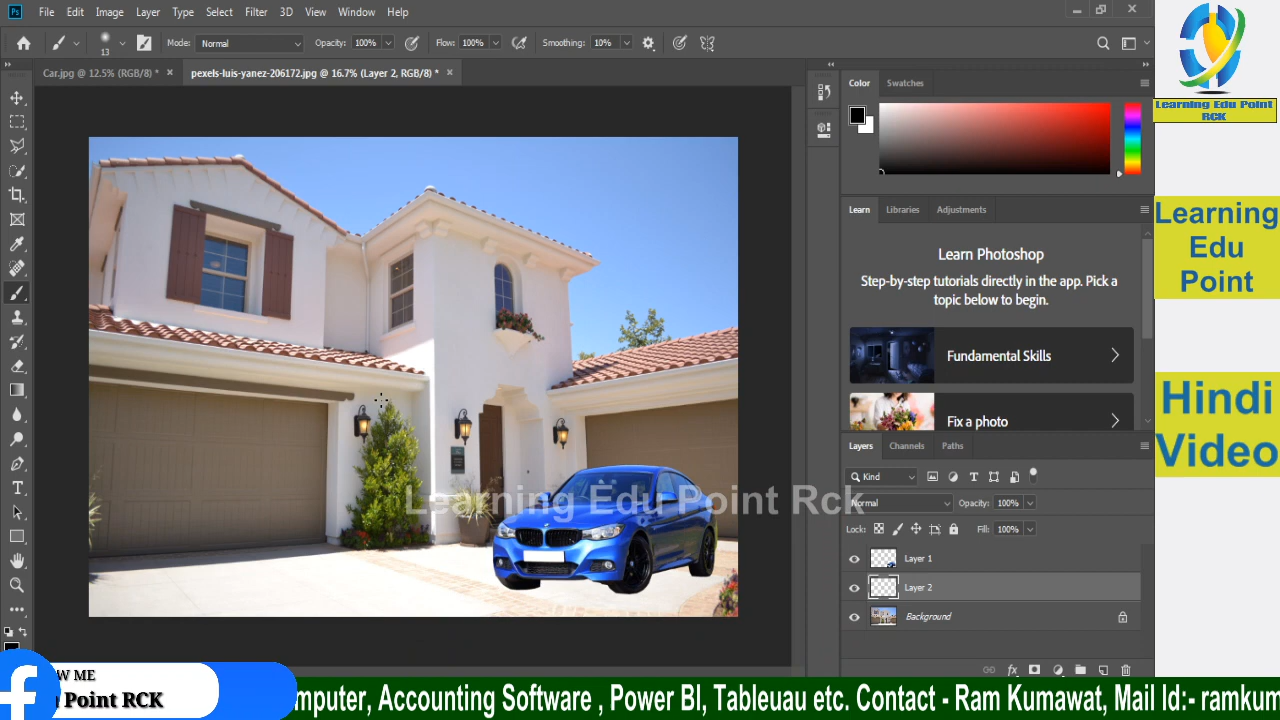 Ps File Edit Image Layer Type Select Filter 3D View Window Help
13 Mode: Normal Opacity: 100% Flow: 100% Smoothing: 10%
Car.jpg @ 12.5% (RGB/8) * × pexels-luis-yanez-206172.jpg @ 16.7% (Layer 2, RGB/8) * ×
Color Swatches
Learning Edu Point
RCK
Learn Libraries Adjustments
Learning
Edu
Point
Learn Photoshop
Step-by-step tutorials directly in the app. Pick a
topic below to begin.
Fundamental Skills
Fix a photo
Hindi
Video
Layers Channels Paths
Kind
Normal Opacity: 100%
Lock: Fill: 100%
Learning Edu Point Rck
Layer 1
Layer 2
Background
fx
W ME
Point RCK
mputer, Accounting Software , Power BI, Tableuau etc. Contact - Ram Kumawat, Mail Id:- ramkum